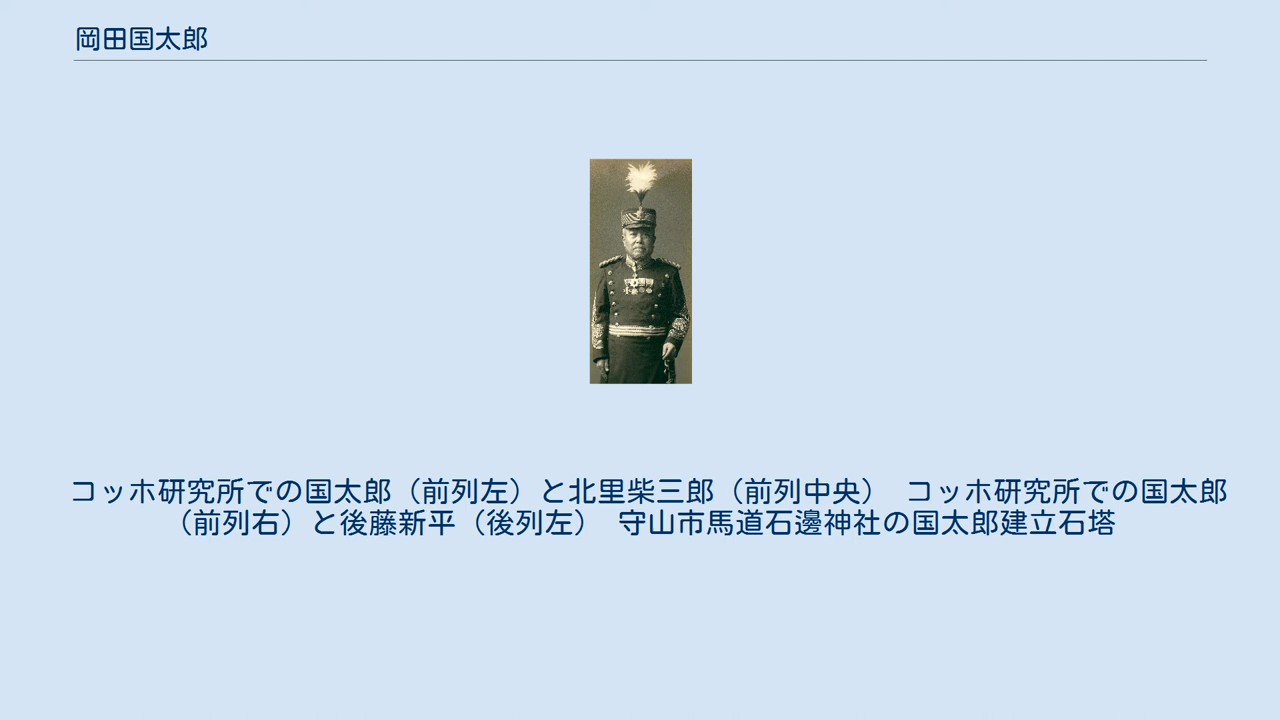 岡田国太郎
コッホ研究所での国太郎（前列左）と北里柴三郎（前列中央）　コッホ研究所での国太郎
（前列右）と後藤新平（後列左）　守山市馬道石邊神社の国太郎建立石塔